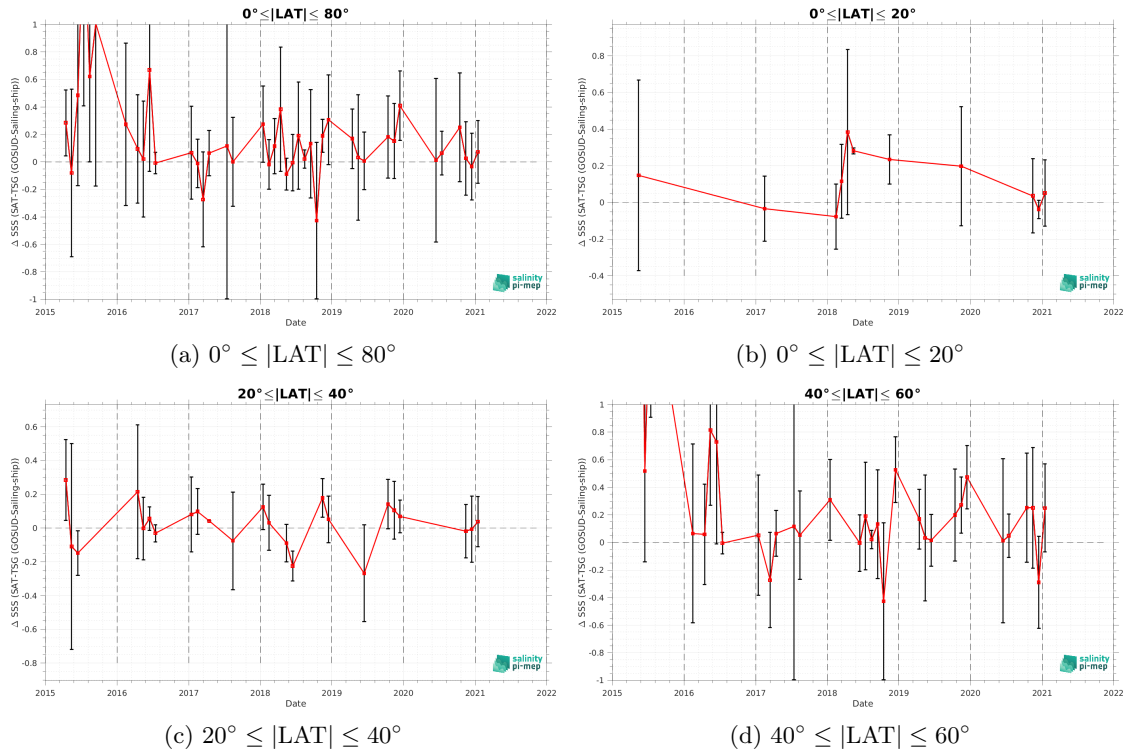 0°≤|LAT|≤ 80°
Δ SSS (SAT-TSG (GOSUD-Sailing-ship))
1
0.8
0.6
0.4
0.2
0
-0.2
-0.4
-0.6
-0.8
-1
2015 2016 2017 2018 2019 2020 2021 2022
Date
salinity
pi-mep
(a) 0° ≤ |LAT| ≤ 80°
0°≤|LAT|≤ 20°
Δ SSS (SAT-TSG (GOSUD-Sailing-ship))
0.8
0.6
0.4
0.2
0
-0.2
-0.4
2015 2016 2017 2018 2019 2020 2021 2022
Date
salinity
pi-mep
(b) 0° ≤ |LAT| ≤ 20°
20°≤|LAT|≤ 40°
Δ SSS (SAT-TSG (GOSUD-Sailing-ship))
0.6
0.4
0.2
0
-0.2
-0.4
-0.6
-0.8
2015 2016 2017 2018 2019 2020 2021 2022
Date
salinity
pi-mep
(c) 20° ≤ |LAT| ≤ 40°
40°≤|LAT|≤ 60°
Δ SSS (SAT-TSG (GOSUD-Sailing-ship))
1
0.8
0.6
0.4
0.2
0
-0.2
-0.4
-0.6
-0.8
-1
2015 2016 2017 2018 2019 2020 2021 2022
Date
salinity
pi-mep
(d) 40° ≤ |LAT| ≤ 60°